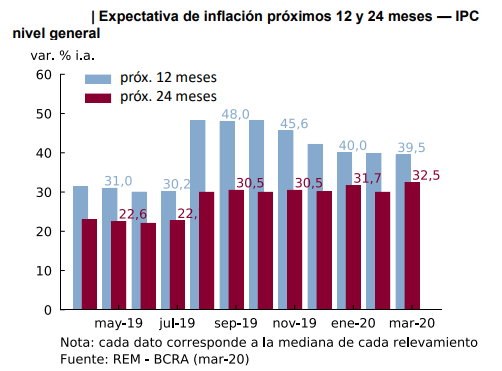 | Expectativa de inflación próximos 12 y 24 meses — IPC
nivel general
var. % i.a.
60
50
40
30
20
10
0
próx. 12 meses
próx. 24 meses
31,0
22,6
30,2
22,
48,0
30,5
45,6
30,5
40,0
31,7
39,5
32,5
may-19 jul-19 sep-19 nov-19 ene-20 mar-20
Nota: cada dato corresponde a la mediana de cada relevamiento
Fuente: REM - BCRA (mar-20)